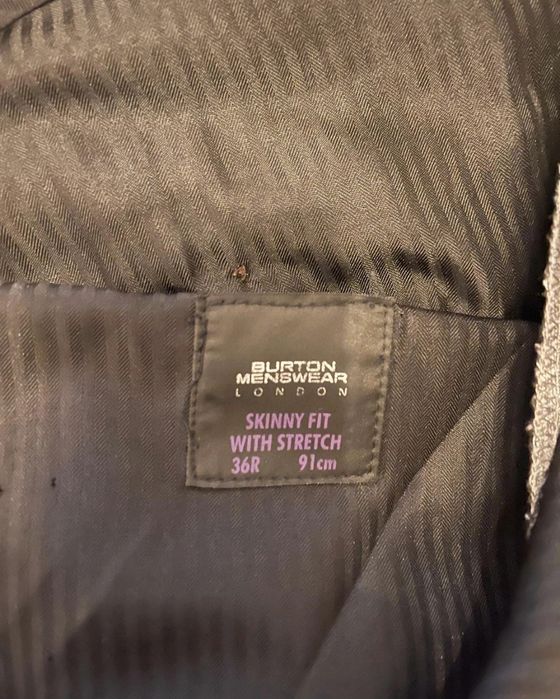 BURTON
MENSWEAR
LONDON
SKINNY FIT
WITH STRETCH
36R 91cm